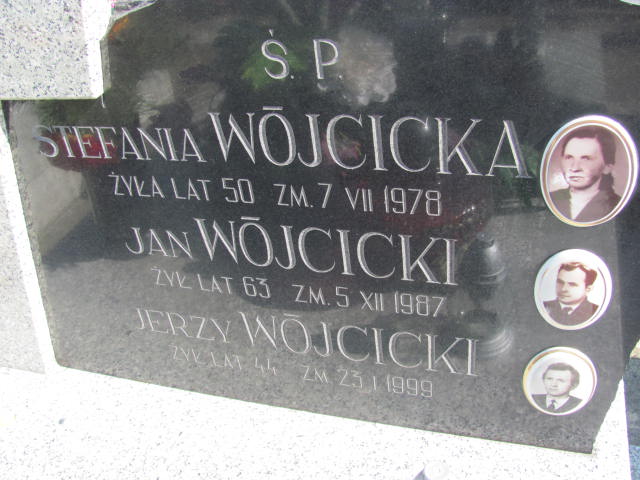 Ś. P.
STEFANIA WÓJCICKA
ŻYŁA LAT 50 ZM. 7 VII 1978
JAN WÓJCICKI
ŻYŁ LAT 63 ZM. 5 XII 1987
JERZY WÓJCICKI
ŻYŁ LAT 44 ZM. 23 I 1999